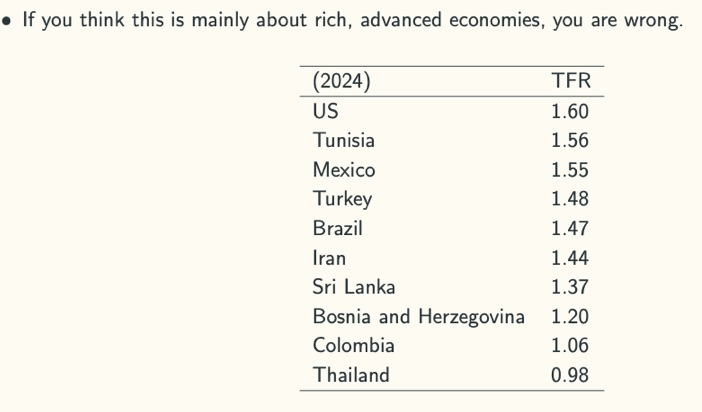 • If you think this is mainly about rich, advanced economies, you are wrong.
(2024) TFR
US 1.60
Tunisia 1.56
Mexico 1.55
Turkey 1.48
Brazil 1.47
Iran 1.44
Sri Lanka 1.37
Bosnia and Herzegovina 1.20
Colombia 1.06
Thailand 0.98